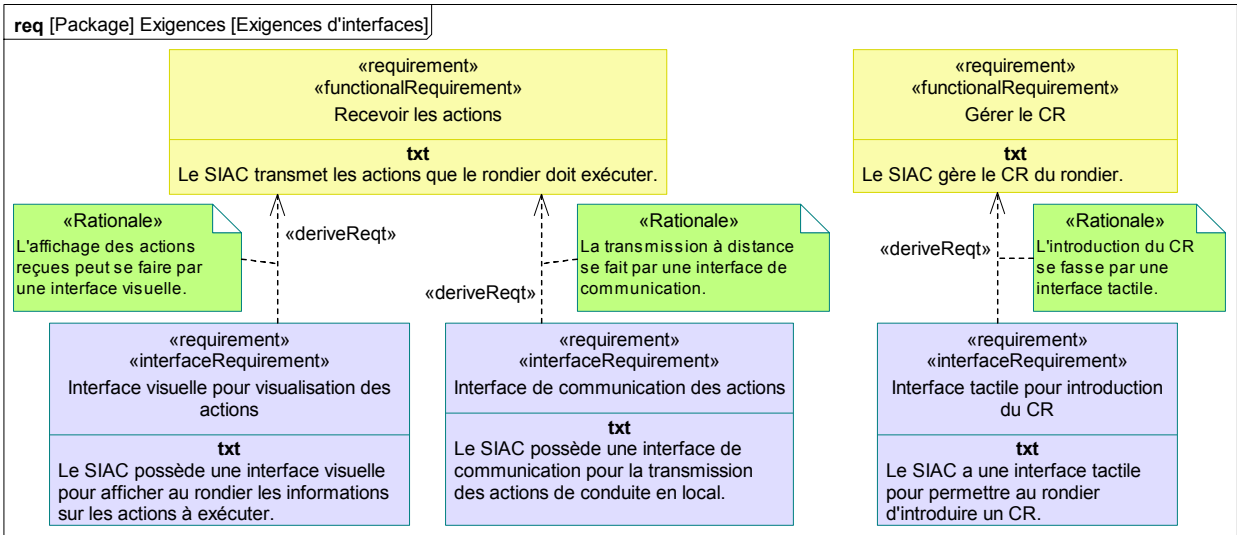 req [Package] Exigences [Exigences d'interfaces]
«requirement»
«functionalRequirement»
Recevoir les actions
txt
Le SIAC transmet les actions que le rondier doit exécuter.
«requirement»
«functionalRequirement»
Gérer le CR
txt
Le SIAC gère le CR du rondier.
«Rationale»
L'affichage des actions
reçues peut se faire par
une interface visuelle.
«deriveReqt»
«Rationale»
La transmission à distance
se fait par une interface de
communication.
«deriveReqt»
«Rationale»
L'introduction du CR
se fasse par une
interface tactile.
«deriveReqt»
«requirement»
«interfaceRequirement»
Interface visuelle pour visualisation des
actions
txt
Le SIAC possède une interface visuelle
pour afficher au rondier les informations
sur les actions à exécuter.
«requirement»
«interfaceRequirement»
Interface de communication des actions
txt
Le SIAC possède une interface de
communication pour la transmission
des actions de conduite en local.
«requirement»
«interfaceRequirement»
Interface tactile pour introduction
du CR
txt
Le SIAC a une interface tactile
pour permettre au rondier
d'introduire un CR.